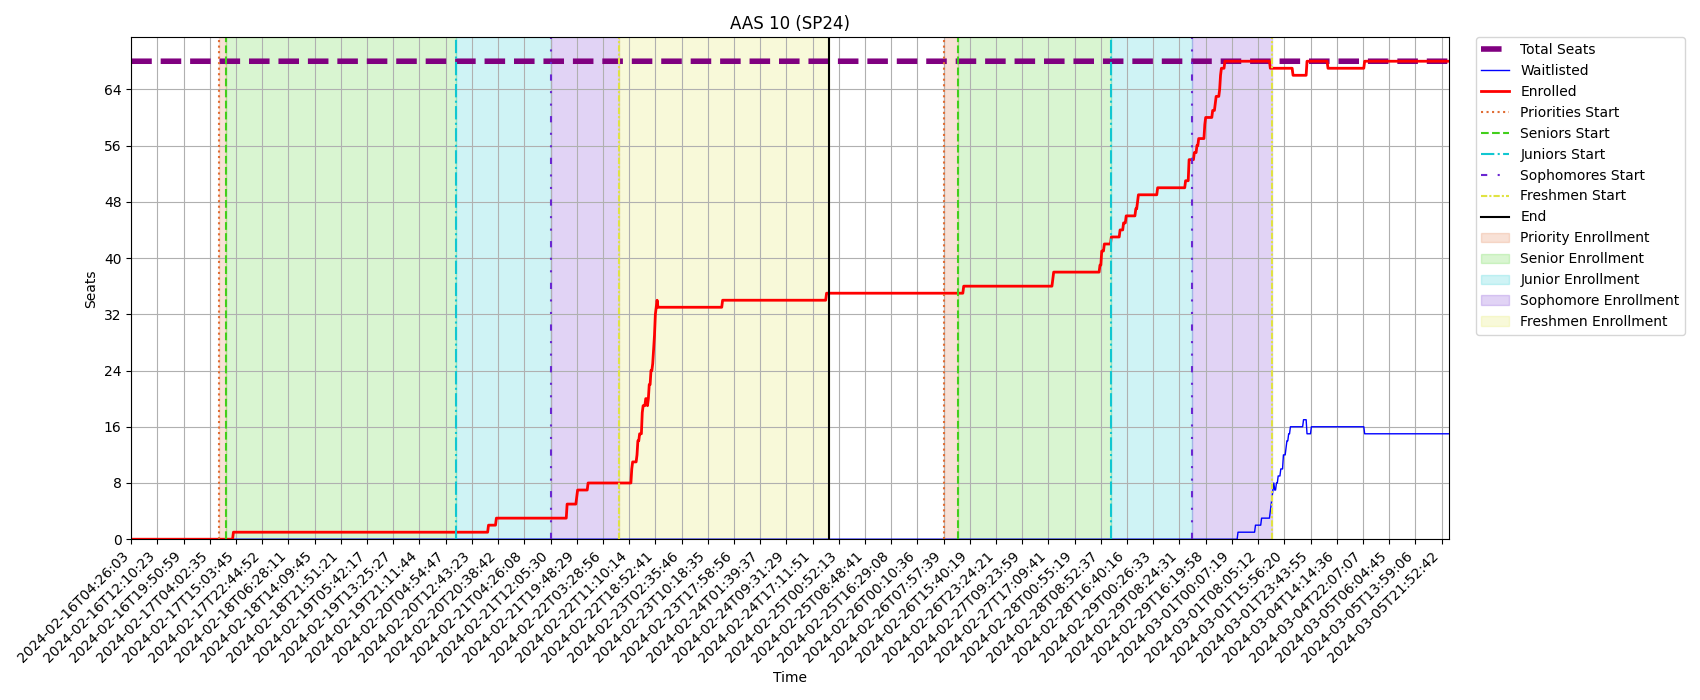 AAS 10 (SP24)
Total Seats
Waitlisted
Enrolled
Priorities Start
Seniors Start
Juniors Start
Sophomores Start
Freshmen Start
End
Priority Enrollment
Senior Enrollment
Junior Enrollment
Sophomore Enrollment
Freshmen Enrollment
Seats
64
56
48
40
32
24
16
8
0
2024-02-16T04:26:03
2024-02-16T12:10:23
2024-02-16T19:50:59
2024-02-17T04:02:35
2024-02-17T15:03:45
2024-02-17T22:44:52
2024-02-18T06:28:11
2024-02-18T14:09:45
2024-02-18T21:51:21
2024-02-19T05:42:17
2024-02-19T13:25:27
2024-02-19T21:11:44
2024-02-20T04:54:47
2024-02-20T12:43:23
2024-02-20T20:38:42
2024-02-21T04:26:08
2024-02-21T12:05:30
2024-02-21T19:48:29
2024-02-22T03:28:56
2024-02-22T11:10:14
2024-02-22T18:52:41
2024-02-23T02:35:46
2024-02-23T10:18:35
2024-02-23T17:58:56
2024-02-24T01:39:37
2024-02-24T09:31:29
2024-02-24T17:11:51
2024-02-25T00:52:13
2024-02-25T08:48:41
2024-02-25T16:29:08
2024-02-26T00:10:36
2024-02-26T07:57:39
2024-02-26T15:40:19
2024-02-26T23:24:21
2024-02-27T09:23:59
2024-02-27T17:09:41
2024-02-28T00:55:19
2024-02-28T08:52:37
2024-02-28T16:40:16
2024-02-29T00:26:33
2024-02-29T08:24:31
2024-02-29T16:19:58
2024-03-01T00:07:19
2024-03-01T08:05:12
2024-03-01T15:56:20
2024-03-01T23:43:55
2024-03-04T14:14:36
2024-03-04T22:07:07
2024-03-05T06:04:45
2024-03-05T13:59:06
2024-03-05T21:52:42
Time